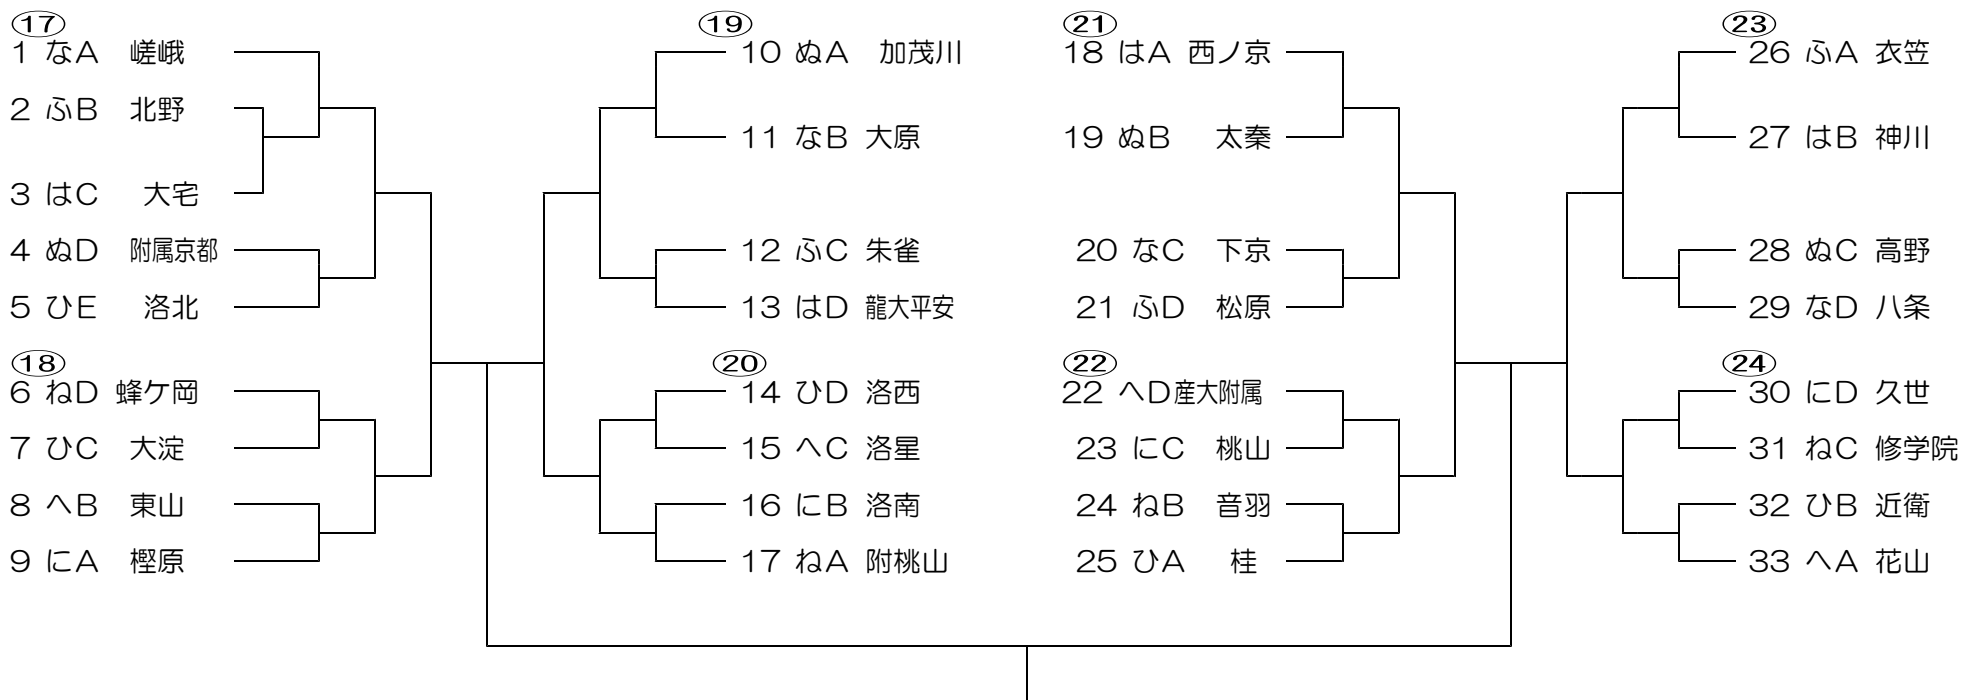 ⑰
1 なA 嵯峨
2 ふB 北野
3 はC 大宅
4 ぬD 附属京都
5 ひE 洛北
⑱
6 ねD 蜂ケ岡
7 ひC 大淀
8 へB 東山
9 にA 樫原
⑲
10 ぬA 加茂川
11 なB 大原
12 ふC 朱雀
13 はD 龍大平安
⑳
14 ひD 洛西
15 へC 洛星
16 にB 洛南
17 ねA 附桃山
㉑
18 はA 西ノ京
19 ぬB 太秦
20 なC 下京
21 ふD 松原
㉒
22 へD 産大附属
23 にC 桃山
24 ねB 音羽
25 ひA 桂
㉓
26 ふA 衣笠
27 はB 神川
28 ぬC 高野
29 なD 八条
㉔
30 にD 久世
31 ねC 修学院
32 ひB 近衛
33 へA 花山